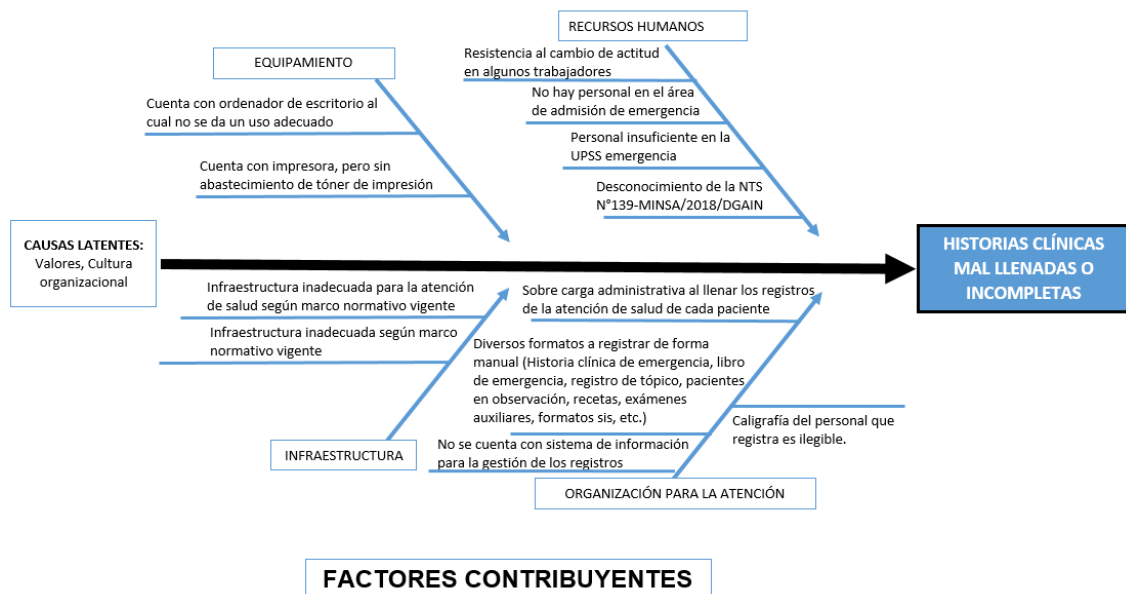 RECURSOS HUMANOS
Resistencia al cambio de actitud
en algunos trabajadores
No hay personal en el área
de admisión de emergencia
Personal insuficiente en la
UPSS emergencia
Desconocimiento de la NTS
N°139-MINSA/2018/DGAIN
EQUIPAMIENTO
Cuenta con ordenador de escritorio al
cual no se da un uso adecuado
Cuenta con impresora, pero sin
abastecimiento de tóner de impresión
CAUSAS LATENTES:
Valores, Cultura
organizacional
HISTORIAS CLÍNICAS
MAL LLENADAS O
INCOMPLETAS
Infraestructura inadecuada para la atención
de salud según marco normativo vigente
Infraestructura inadecuada según marco
normativo vigente
INFRAESTRUCTURA
Sobre carga administrativa al llenar los registros
de la atención de salud de cada paciente
Diversos formatos a registrar de forma
manual (Historia clínica de emergencia, libro
de emergencia, registro de tópico, pacientes
en observación, recetas, exámenes
auxiliares, formatos sis, etc.)
Caligrafía del personal que
registra es ilegible.
No se cuenta con sistema de información
para la gestión de los registros
ORGANIZACIÓN PARA LA ATENCIÓN
FACTORES CONTRIBUYENTES